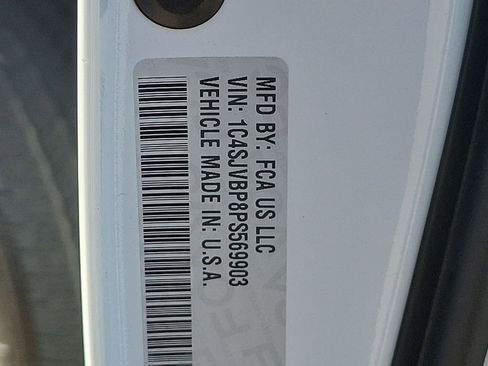 MFD BY: FCA US LLC
VIN: 1C4SJVBP8PS569903
VEHICLE MADE IN: U.S.A.